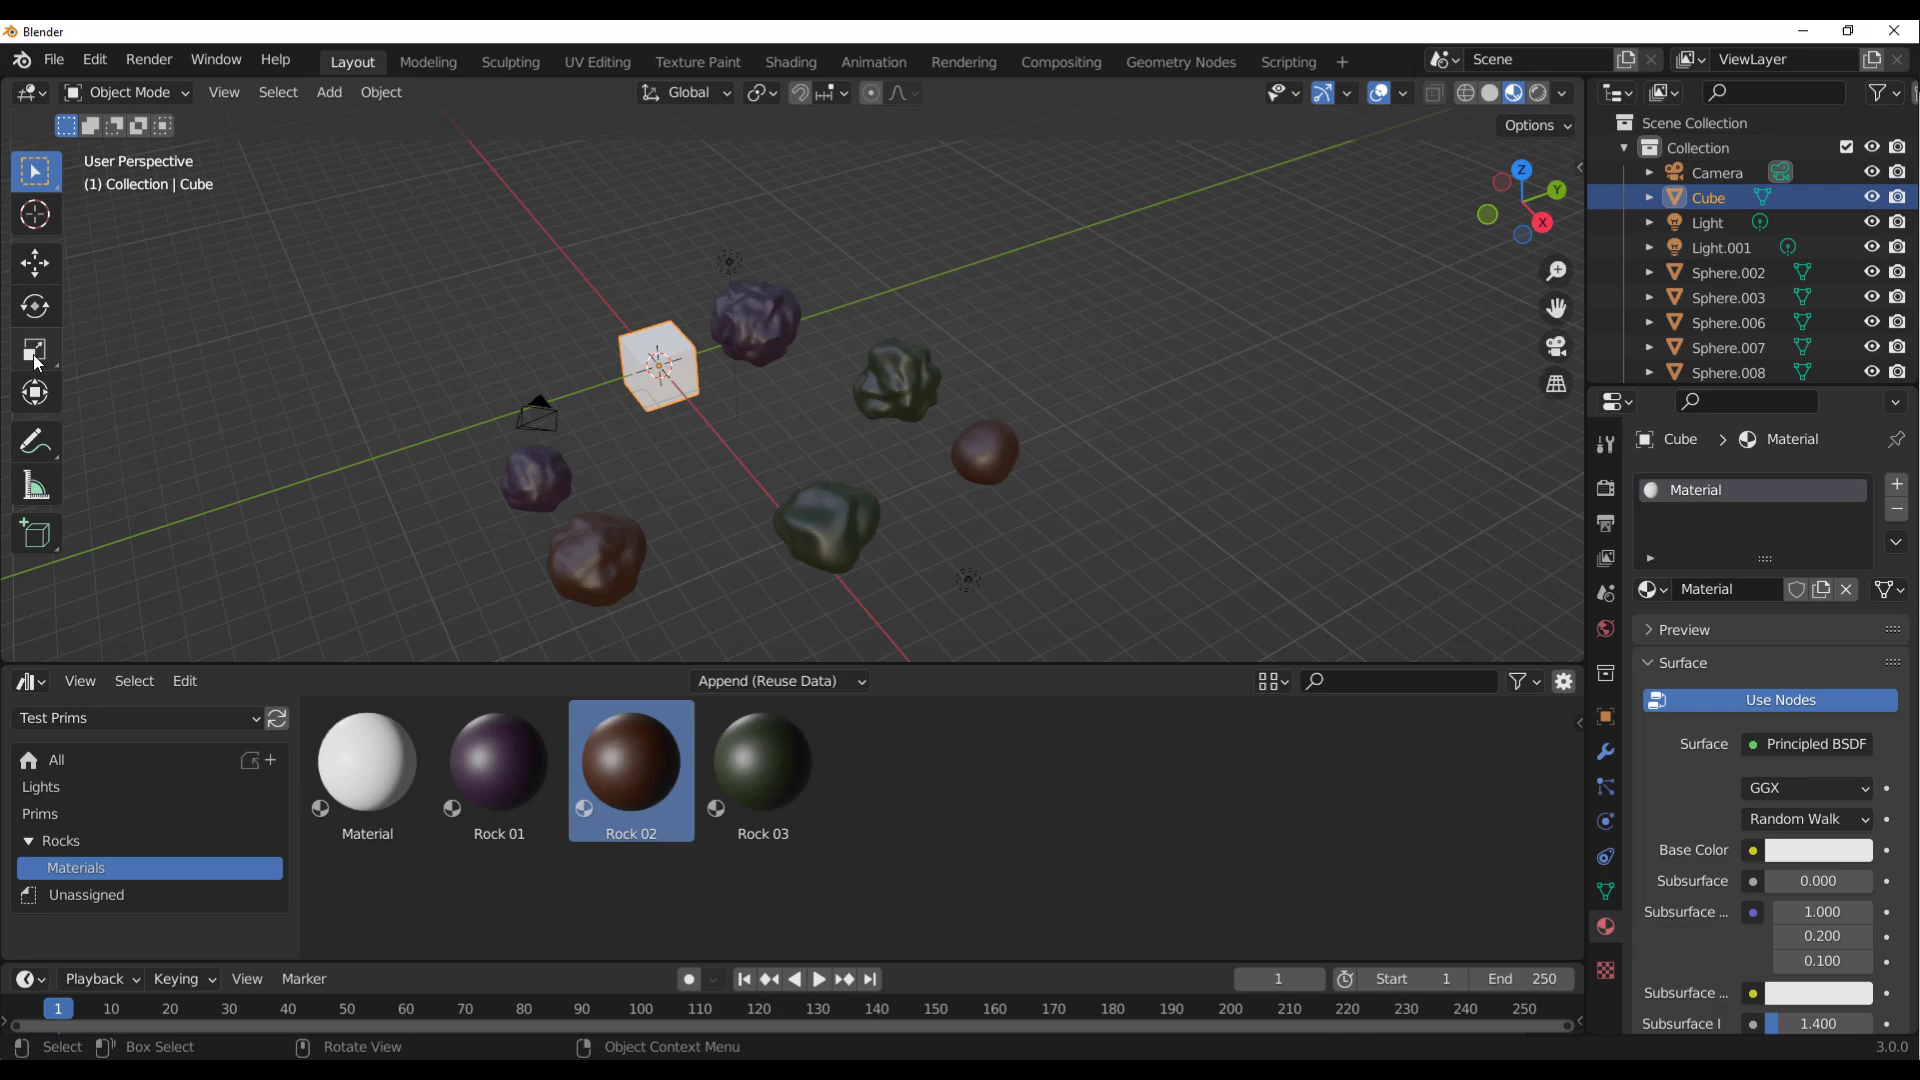 Blender
File Edit Render Window Help Layout Modeling Sculpting UV Editing Texture Paint Shading Animation Rendering Compositing Geometry Nodes Scripting + Scene ViewLayer
Object Mode View Select Add Object Global
Options
User Perspective
(1) Collection | Cube
Z
Y
X
Scene Collection
Collection
Camera
Cube
Light
Light.001
Sphere.002
Sphere.003
Sphere.006
Sphere.007
Sphere.008
Cube > Material
Material
Material
Preview
Surface
Use Nodes
Surface Principled BSDF
GGX
Random Walk
Base Color
Subsurface 0.000
Subsurface ... 1.000
0.200
0.100
Subsurface ...
Subsurface I 1.400
View Select Edit Append (Reuse Data)
Test Prims
All
Lights
Prims
Rocks
Materials
Unassigned
Material Rock 01 Rock 02 Rock 03
Playback Keying View Marker 1 Start 1 End 250
1 10 20 30 40 50 60 70 80 90 100 110 120 130 140 150 160 170 180 190 200 210 220 230 240 250
Select Box Select Rotate View Object Context Menu 3.0.0